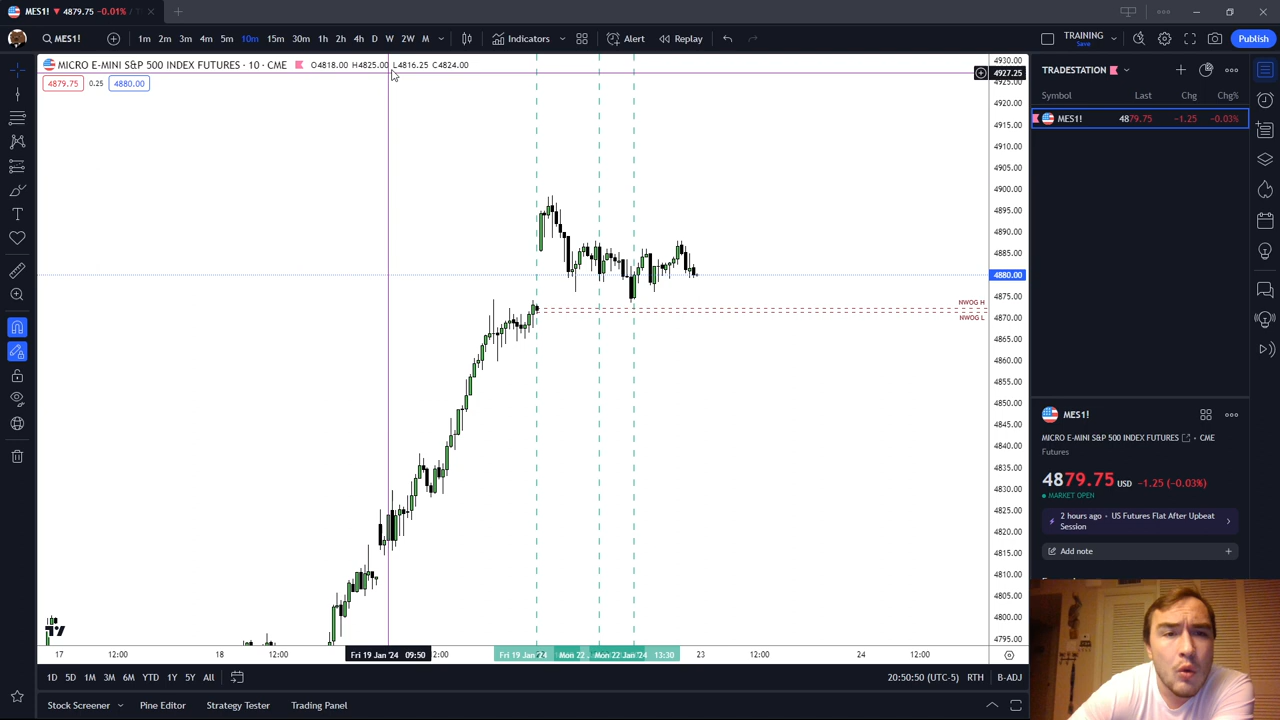 MES1! ▼ 4879.75 −0.01%
MES1!
1m 2m 3m 4m 5m 10m 15m 30m 1h 2h 4h D W 2W M
Indicators
Alert
Replay
TRAINING
Save
Publish
MICRO E-MINI S&P 500 INDEX FUTURES · 10 · CME
O4818.00 H4825.00 L4816.25 C4824.00
4879.75 0.25 4880.00
4930.00
4927.25
4925.00
4920.00
4915.00
4910.00
4905.00
4900.00
4895.00
4890.00
4885.00
4880.00
4875.00
4870.00
4865.00
4860.00
4855.00
4850.00
4845.00
4840.00
4835.00
4830.00
4825.00
4820.00
4815.00
4810.00
4805.00
4800.00
4795.00
NWOG H
NWOG L
17 12:00 18 12:00 Fri 19 Jan '24 09:50 2:00 Fri 19 Jan '24 Mon 22 Mon 22 Jan '24 13:30 23 12:00 24 12:00
1D 5D 1M 3M 6M YTD 1Y 5Y All
20:50:50 (UTC-5) RTH B-ADJ
Stock Screener Pine Editor Strategy Tester Trading Panel
TRADESTATION
Symbol Last Chg Chg%
MES1! 4879.75 −1.25 −0.03%
MES1!
MICRO E-MINI S&P 500 INDEX FUTURES · CME
Futures
4879.75 USD −1.25 (−0.03%)
MARKET OPEN
2 hours ago · US Futures Flat After Upbeat
Session
Add note